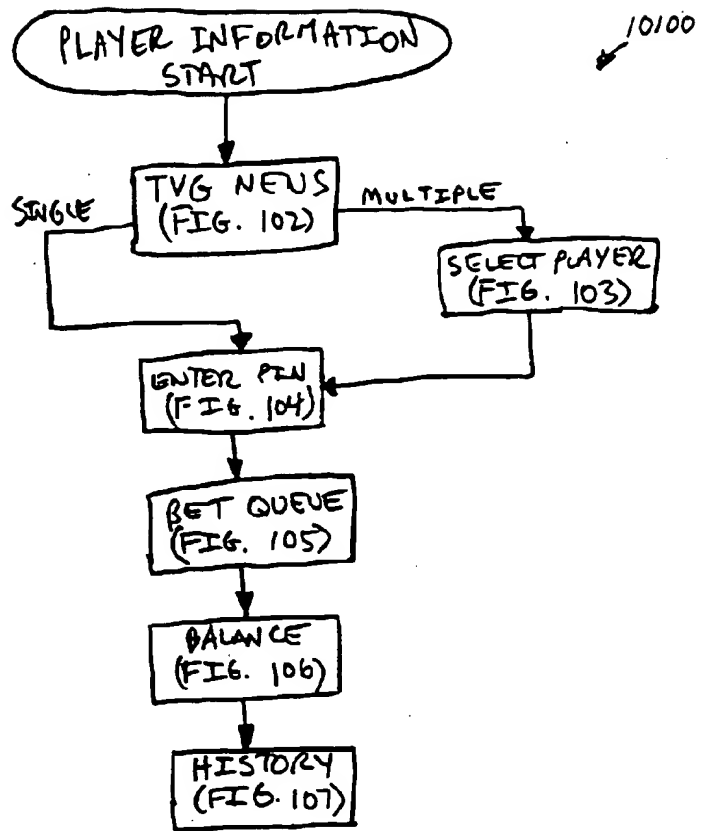 PLAYER INFORMATION
START
10100
TVG NEWS
(FIG. 102)
SINGLE
MULTIPLE
SELECT PLAYER
(FIG. 103)
ENTER PIN
(FIG. 104)
BET QUEUE
(FIG. 105)
BALANCE
(FIG. 106)
HISTORY
(FIG. 107)